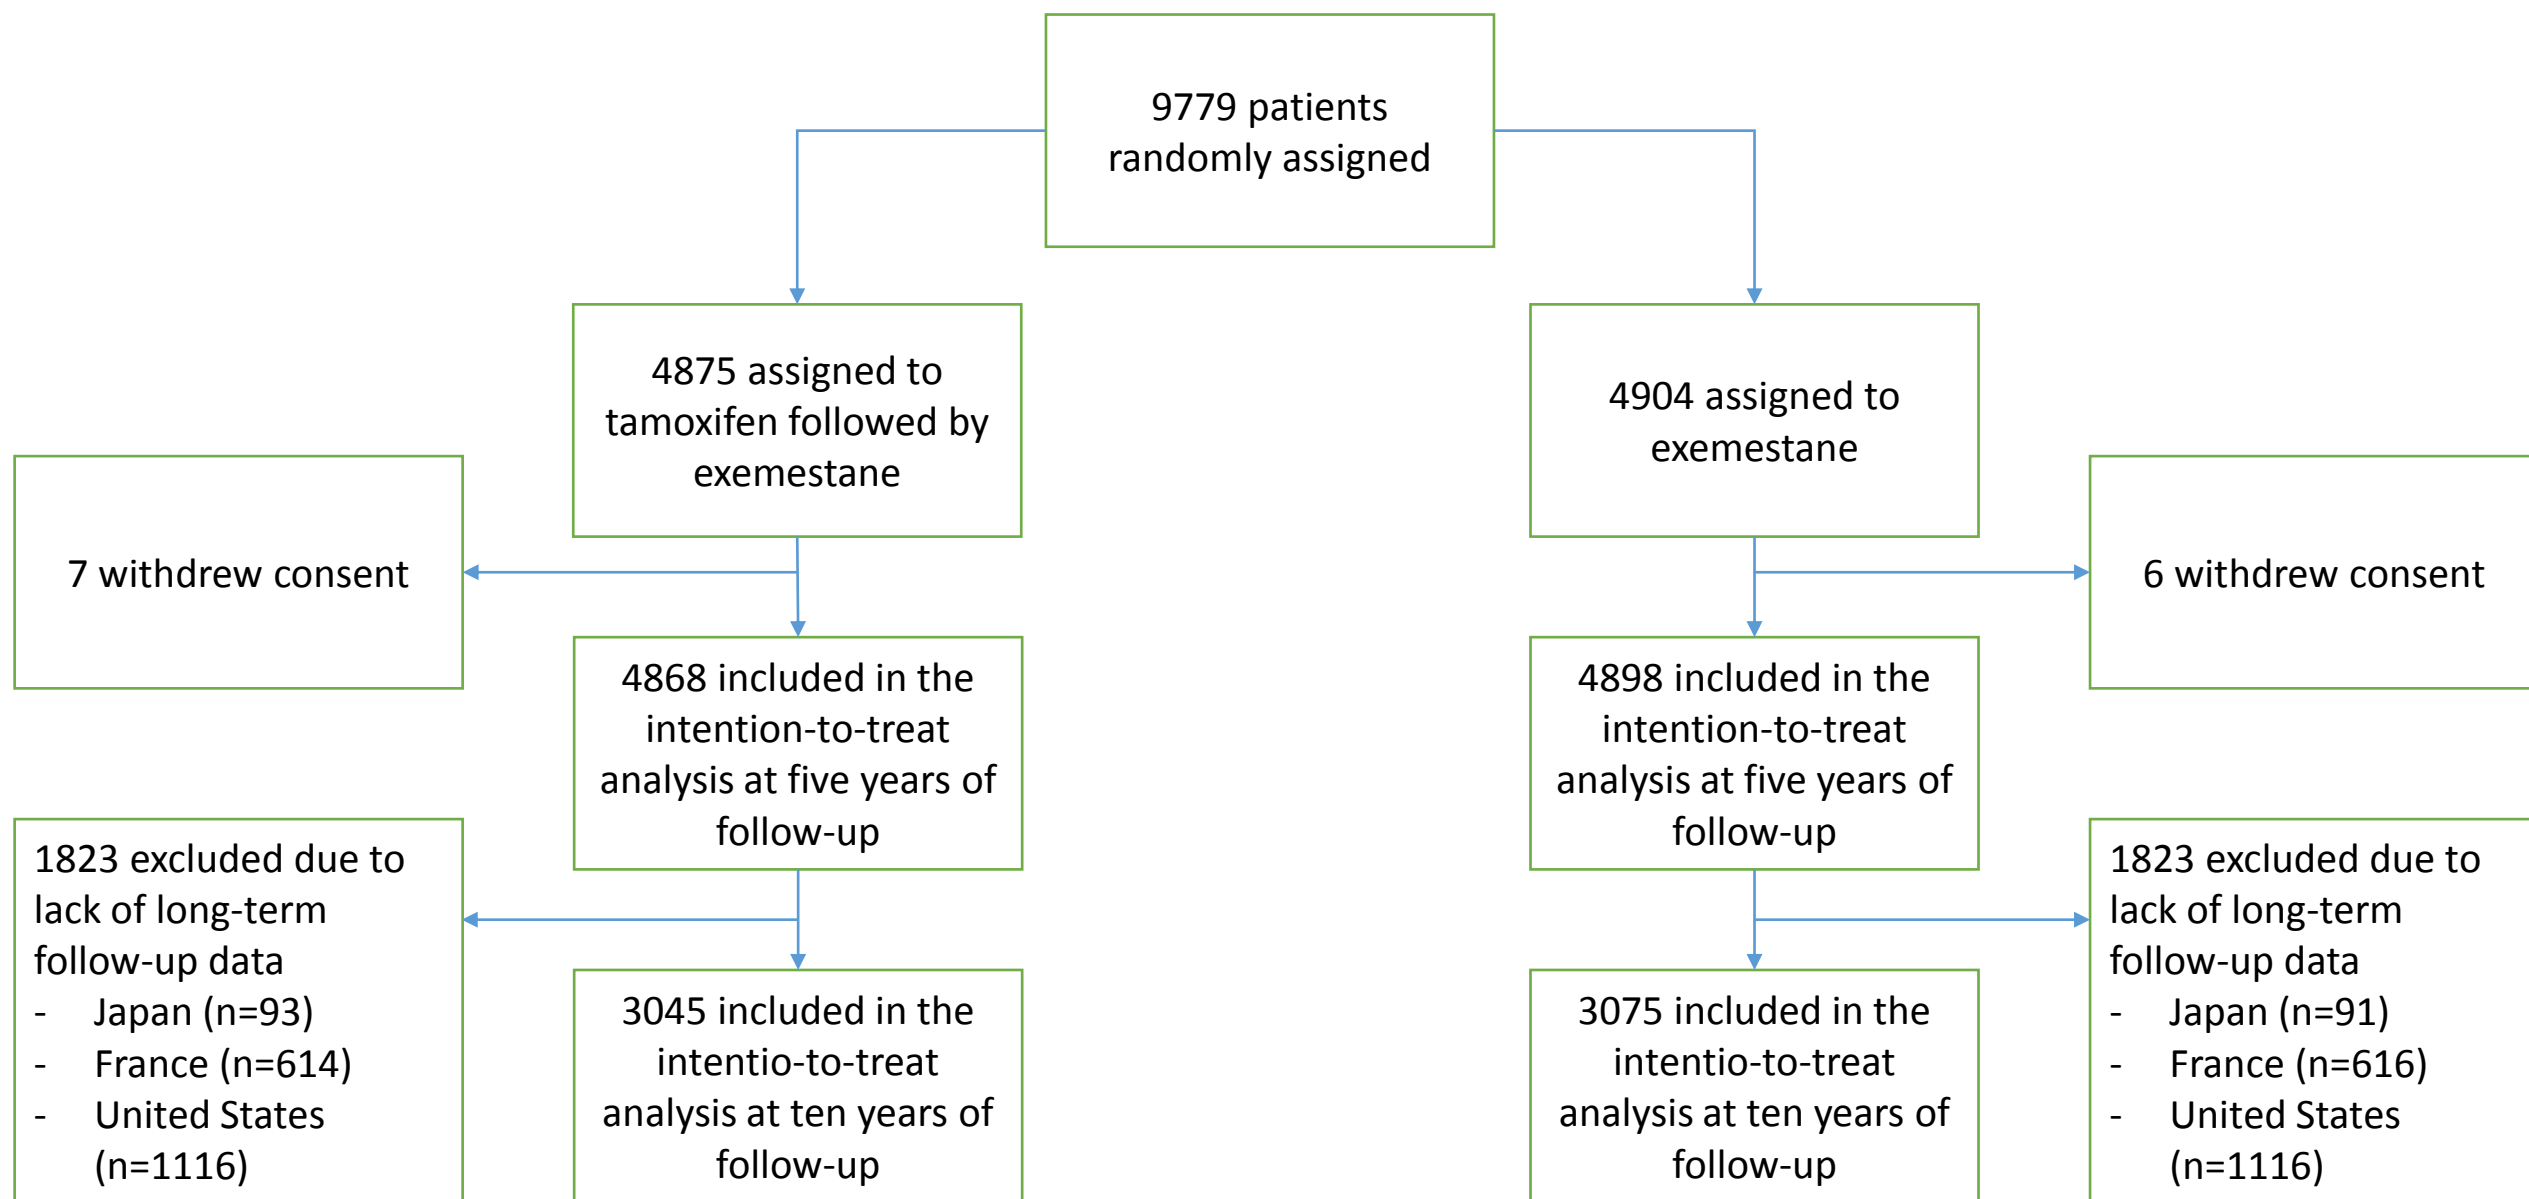 9779 patients
randomly assigned
4875 assigned to
tamoxifen followed by
exemestane
4904 assigned to
exemestane
7 withdrew consent
6 withdrew consent
4868 included in the
intention-to-treat
analysis at five years of
follow-up
4898 included in the
intention-to-treat
analysis at five years of
follow-up
1823 excluded due to
lack of long-term
follow-up data
- Japan (n=93)
- France (n=614)
- United States
(n=1116)
1823 excluded due to
lack of long-term
follow-up data
- Japan (n=91)
- France (n=616)
- United States
(n=1116)
3045 included in the
intentio-to-treat
analysis at ten years of
follow-up
3075 included in the
intentio-to-treat
analysis at ten years of
follow-up